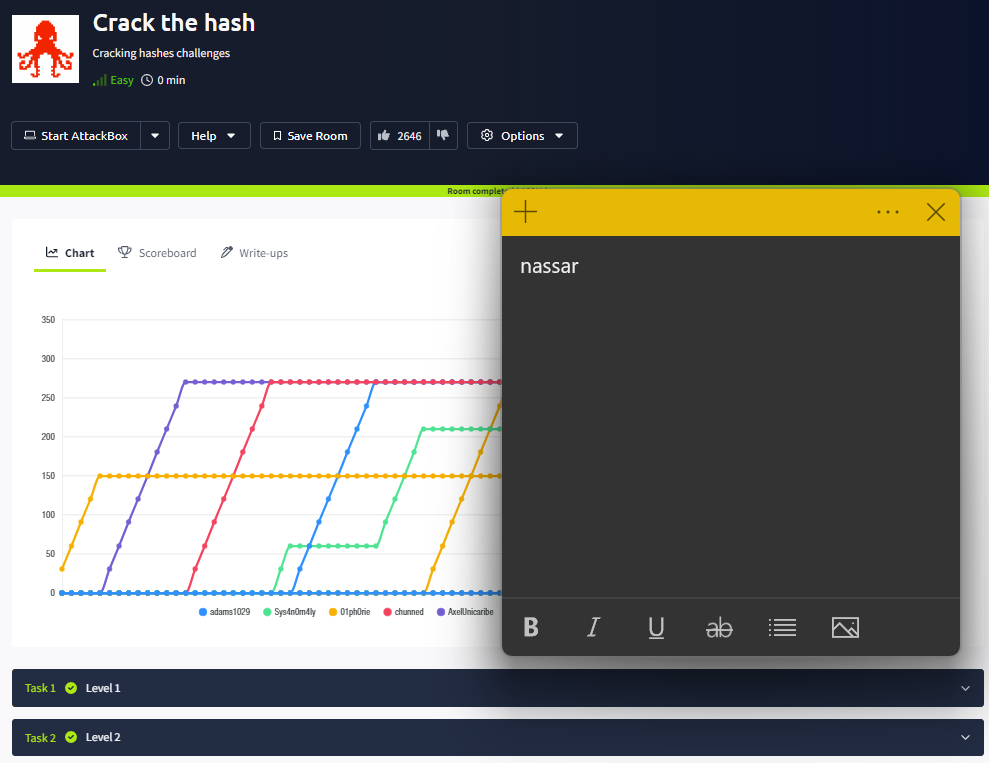 Crack the hash
Cracking hashes challenges
Easy 0 min
Start AttackBox Help Save Room 2646 Options
Room comple
nassar
Chart Scoreboard Write-ups
350
300
250
200
150
100
50
0
adams1029 Sys4n0m4ly 01ph0rie chunned AxelUnicaribe
B I U ab
Task 1 Level 1
Task 2 Level 2